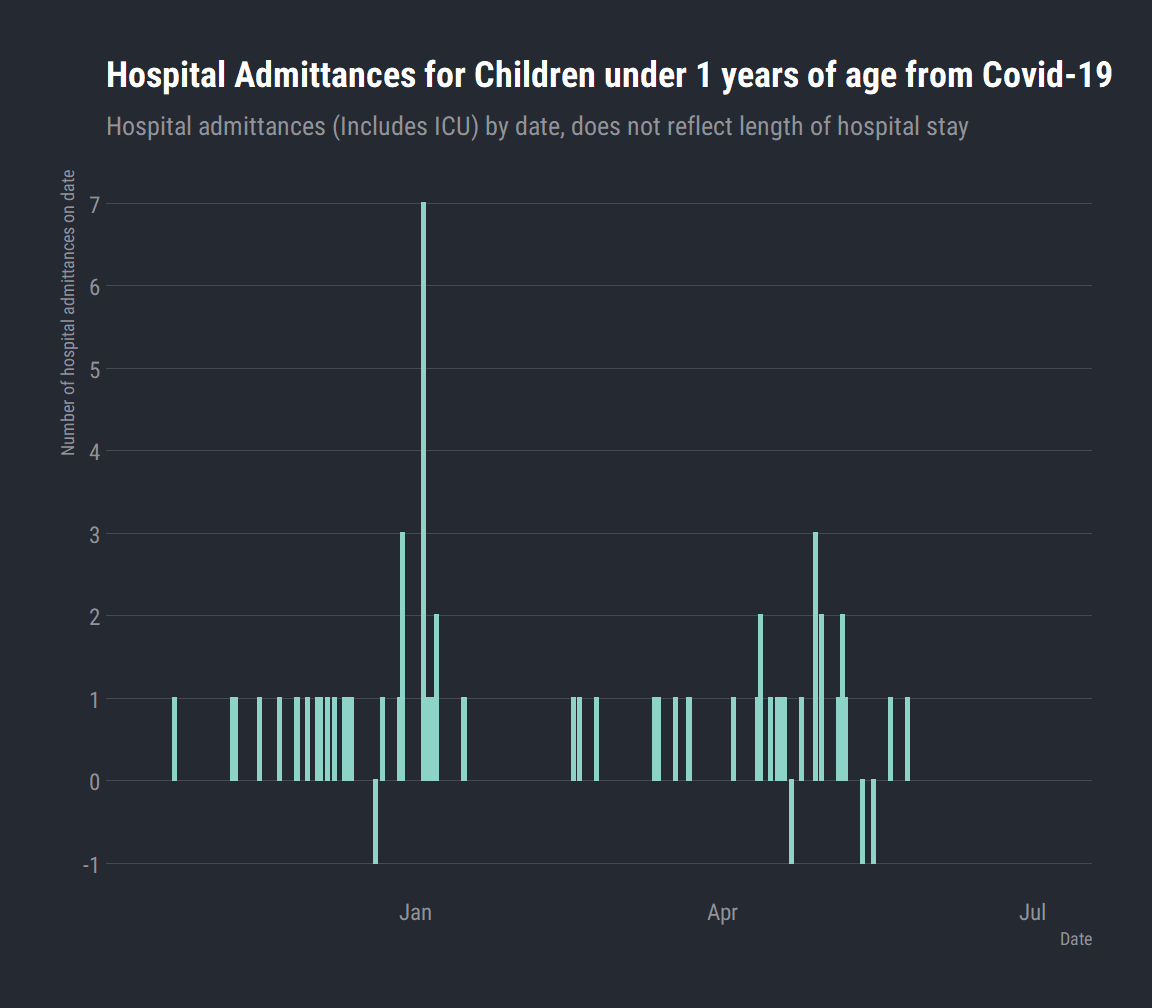 Hospital Admittances for Children under 1 years of age from Covid-19
Hospital admittances (Includes ICU) by date, does not reflect length of hospital stay
Number of hospital admittances on date
7
6
5
4
3
2
1
0
-1
Jan Apr Jul
Date